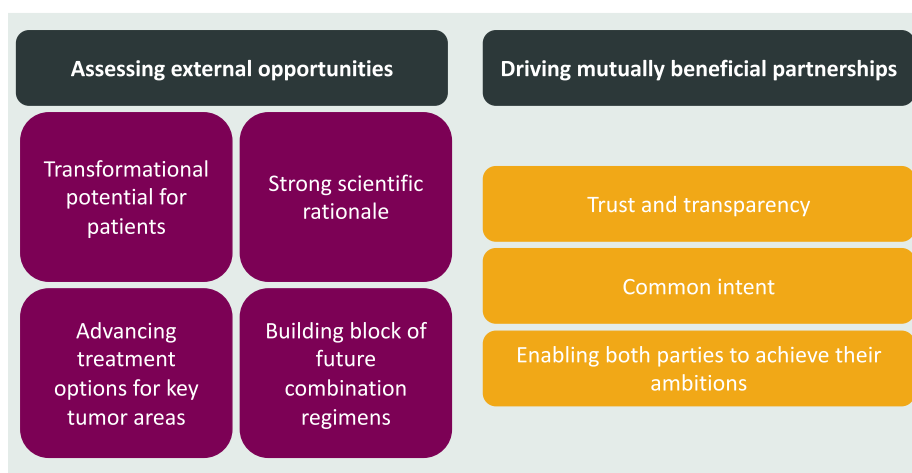 Assessing external opportunities
Transformational
potential for
patients
Strong scientific
rationale
Advancing
treatment
options for key
tumor areas
Building block of
future
combination
regimens
Driving mutually beneficial partnerships
Trust and transparency
Common intent
Enabling both parties to achieve their
ambitions